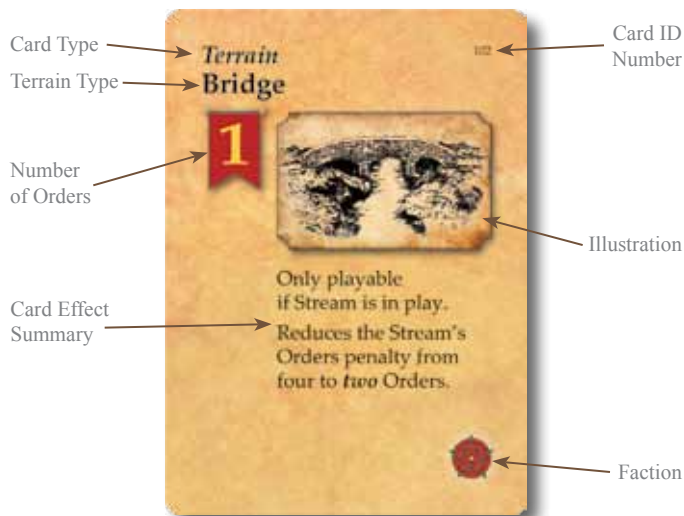 Card Type
Terrain Type
Number
of Orders
Card Effect
Summary
Terrain
102
Bridge
1
Only playable
if Stream is in play.
Reduces the Stream's
Orders penalty from
four to two Orders.
Card ID
Number
Illustration
Faction